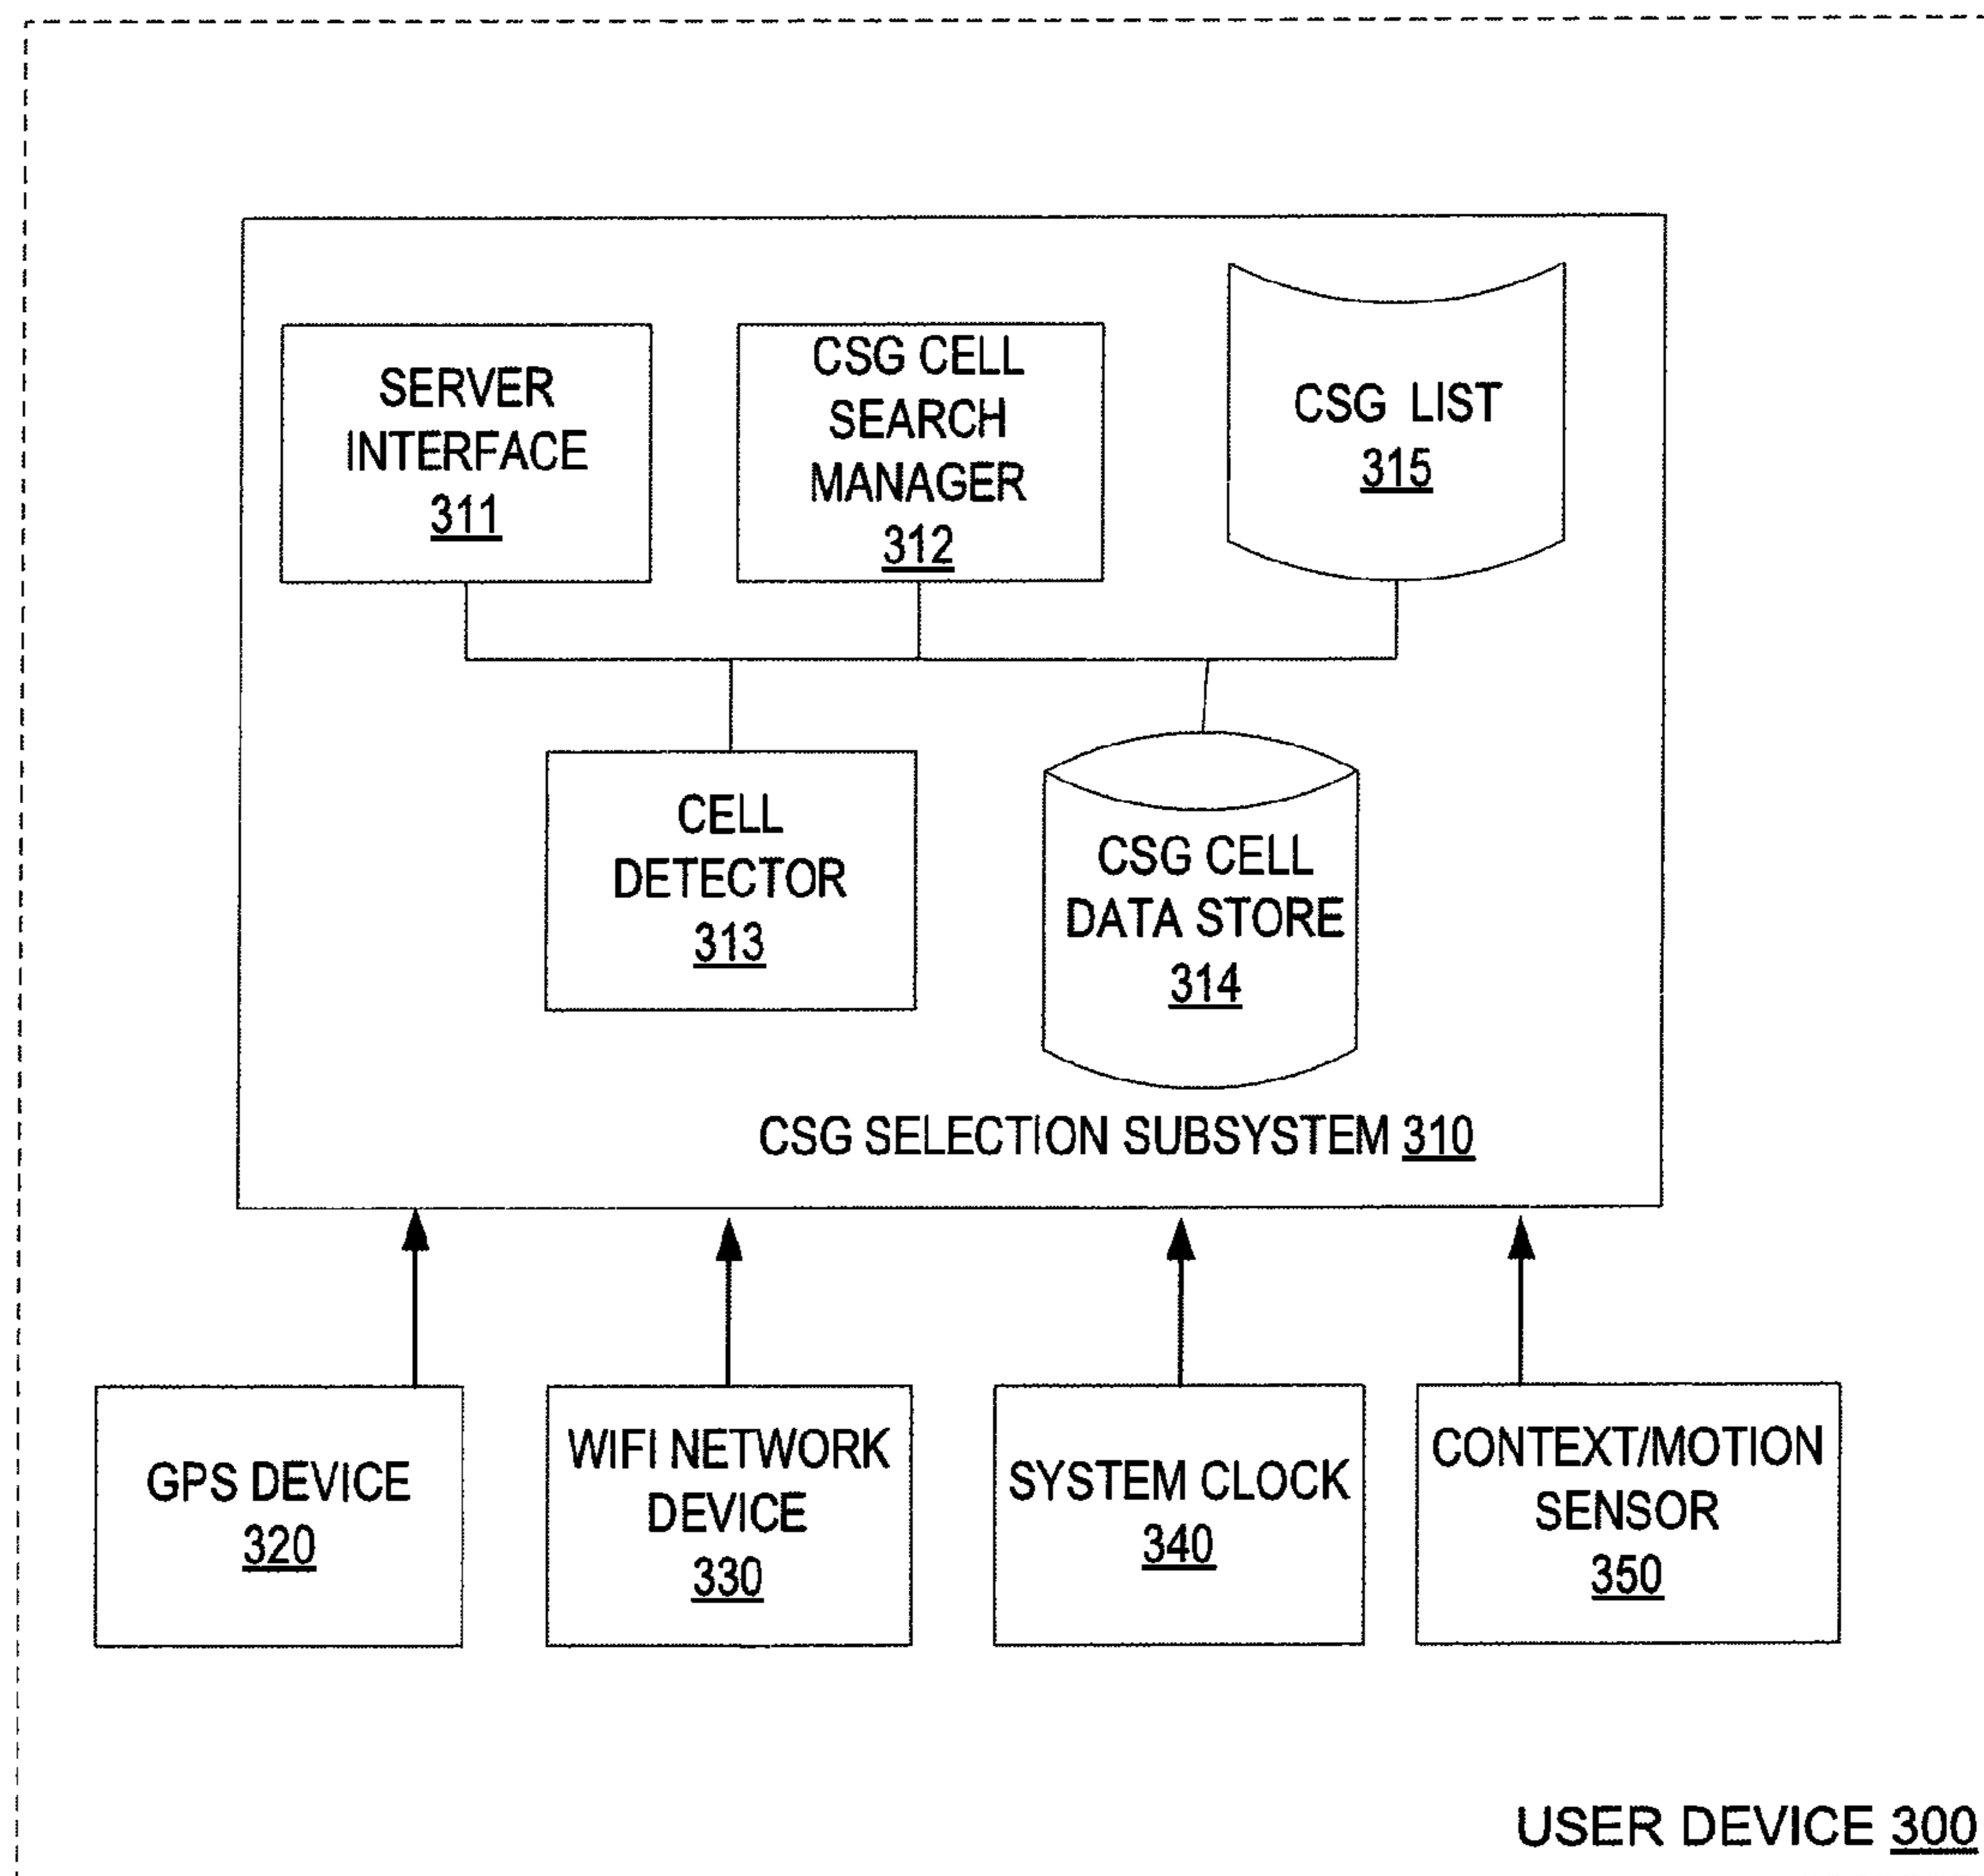 SERVER
INTERFACE
311
CSG CELL
SEARCH
MANAGER
312
CSG LIST
315
CELL
DETECTOR
313
CSG CELL
DATA STORE
314
CSG SELECTION SUBSYSTEM 310
GPS DEVICE
320
WIFI NETWORK
DEVICE
330
SYSTEM CLOCK
340
CONTEXT/MOTION
SENSOR
350
USER DEVICE 300